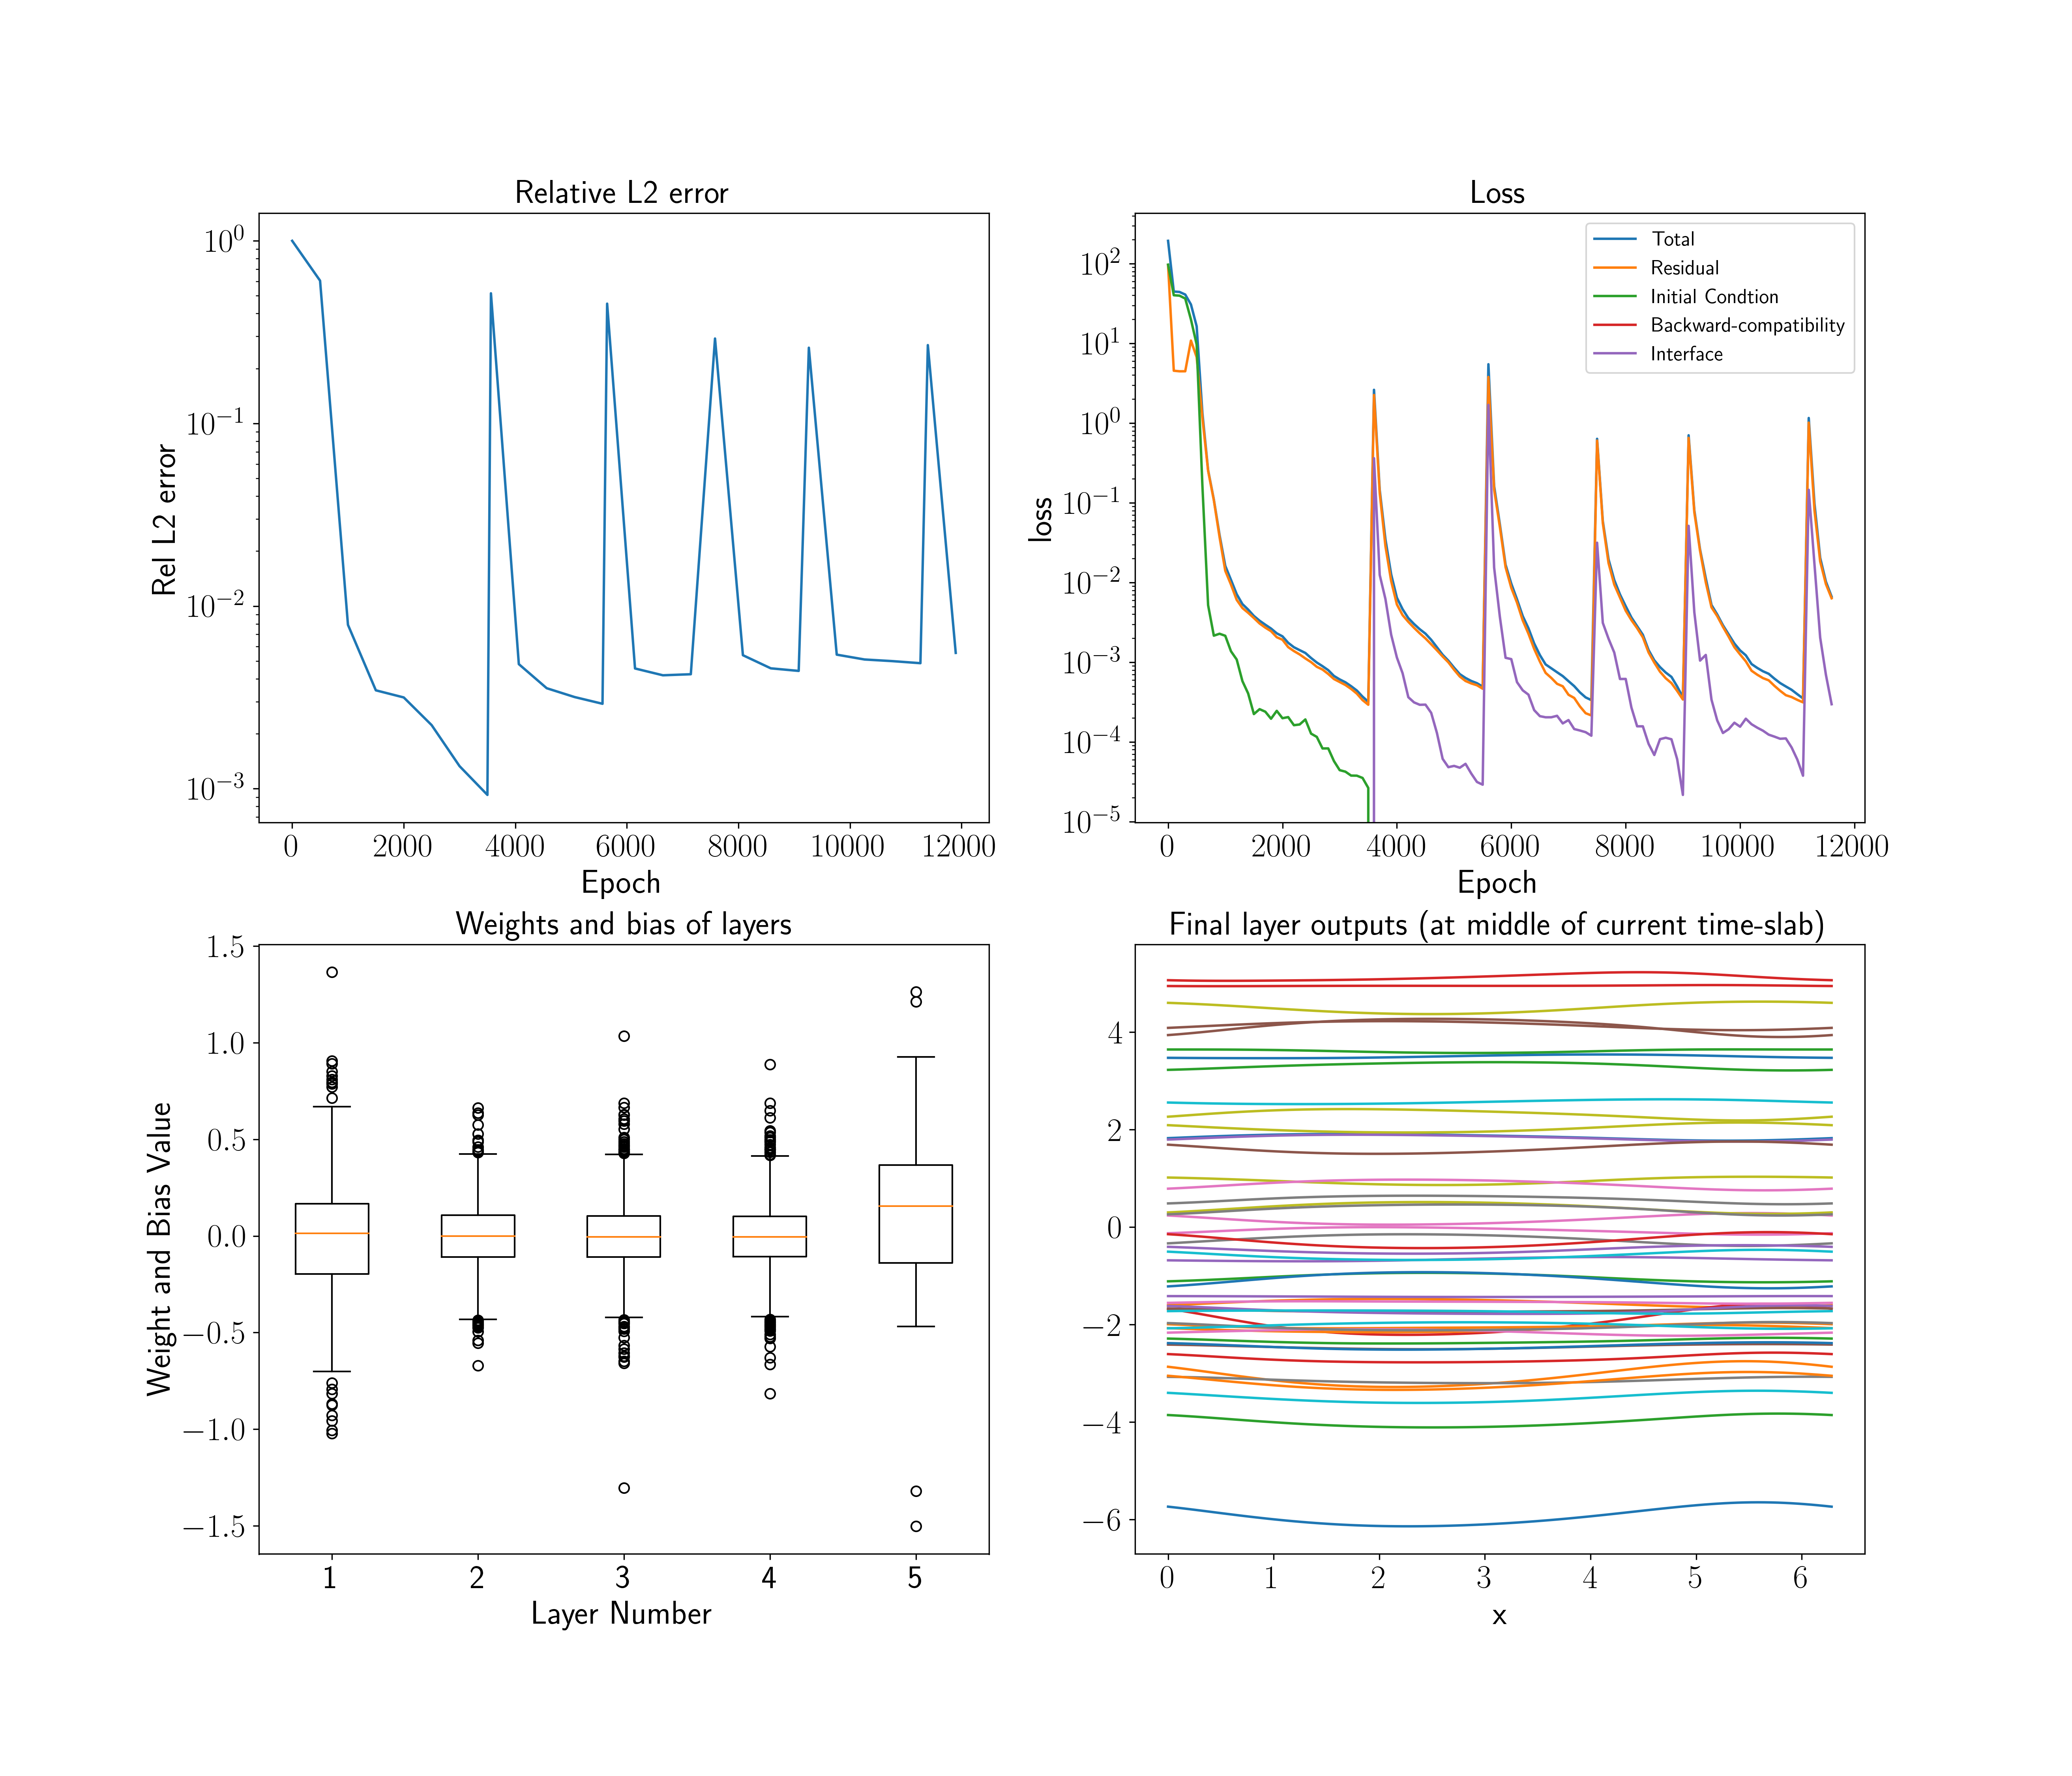 Relative L2 error
10^0
10^−1
10^−2
10^−3
Rel L2 error
0 2000 4000 6000 8000 10000 12000
Epoch
Loss
10^2
10^1
10^0
10^−1
10^−2
10^−3
10^−4
10^−5
loss
Total
Residual
Initial Condtion
Backward-compatibility
Interface
0 2000 4000 6000 8000 10000 12000
Epoch
Weights and bias of layers
1.5
1.0
0.5
0.0
−0.5
−1.0
−1.5
Weight and Bias Value
1 2 3 4 5
Layer Number
Final layer outputs (at middle of current time-slab)
4
2
0
−2
−4
−6
0 1 2 3 4 5 6
x